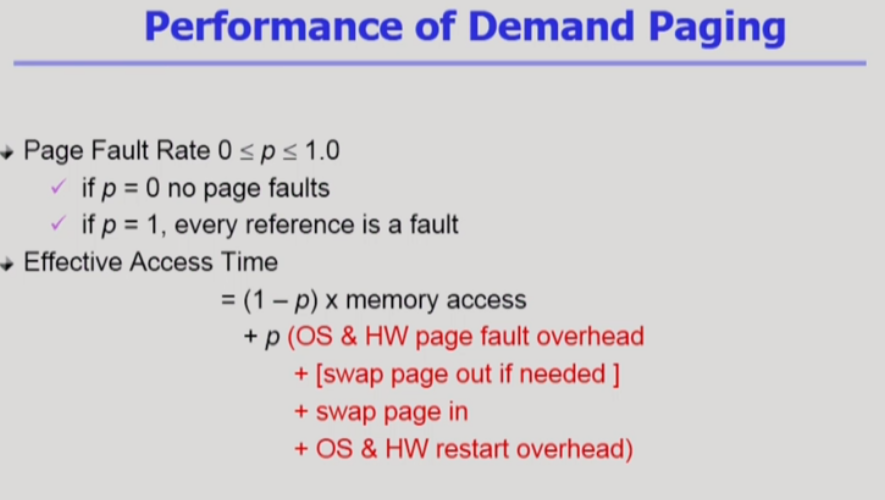 Performance of Demand Paging
Page Fault Rate 0 ≤ p ≤ 1.0
✓ if p = 0 no page faults
✓ if p = 1, every reference is a fault
Effective Access Time
= (1 – p) x memory access
+ p (OS & HW page fault overhead
+ [swap page out if needed ]
+ swap page in
+ OS & HW restart overhead)